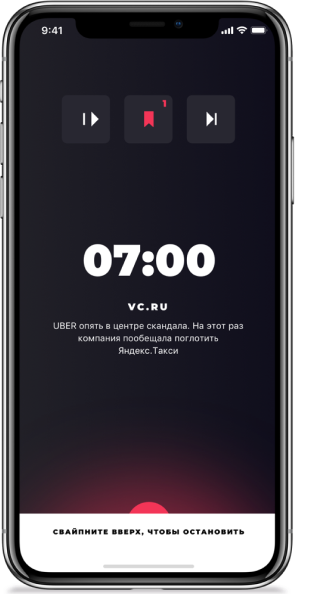 9:41
1
07:00
VC.RU
UBER опять в центре скандала. На этот раз
компания пообещала поглотить
Яндекс.Такси
СВАЙПНИТЕ ВВЕРХ, ЧТОБЫ ОСТАНОВИТЬ